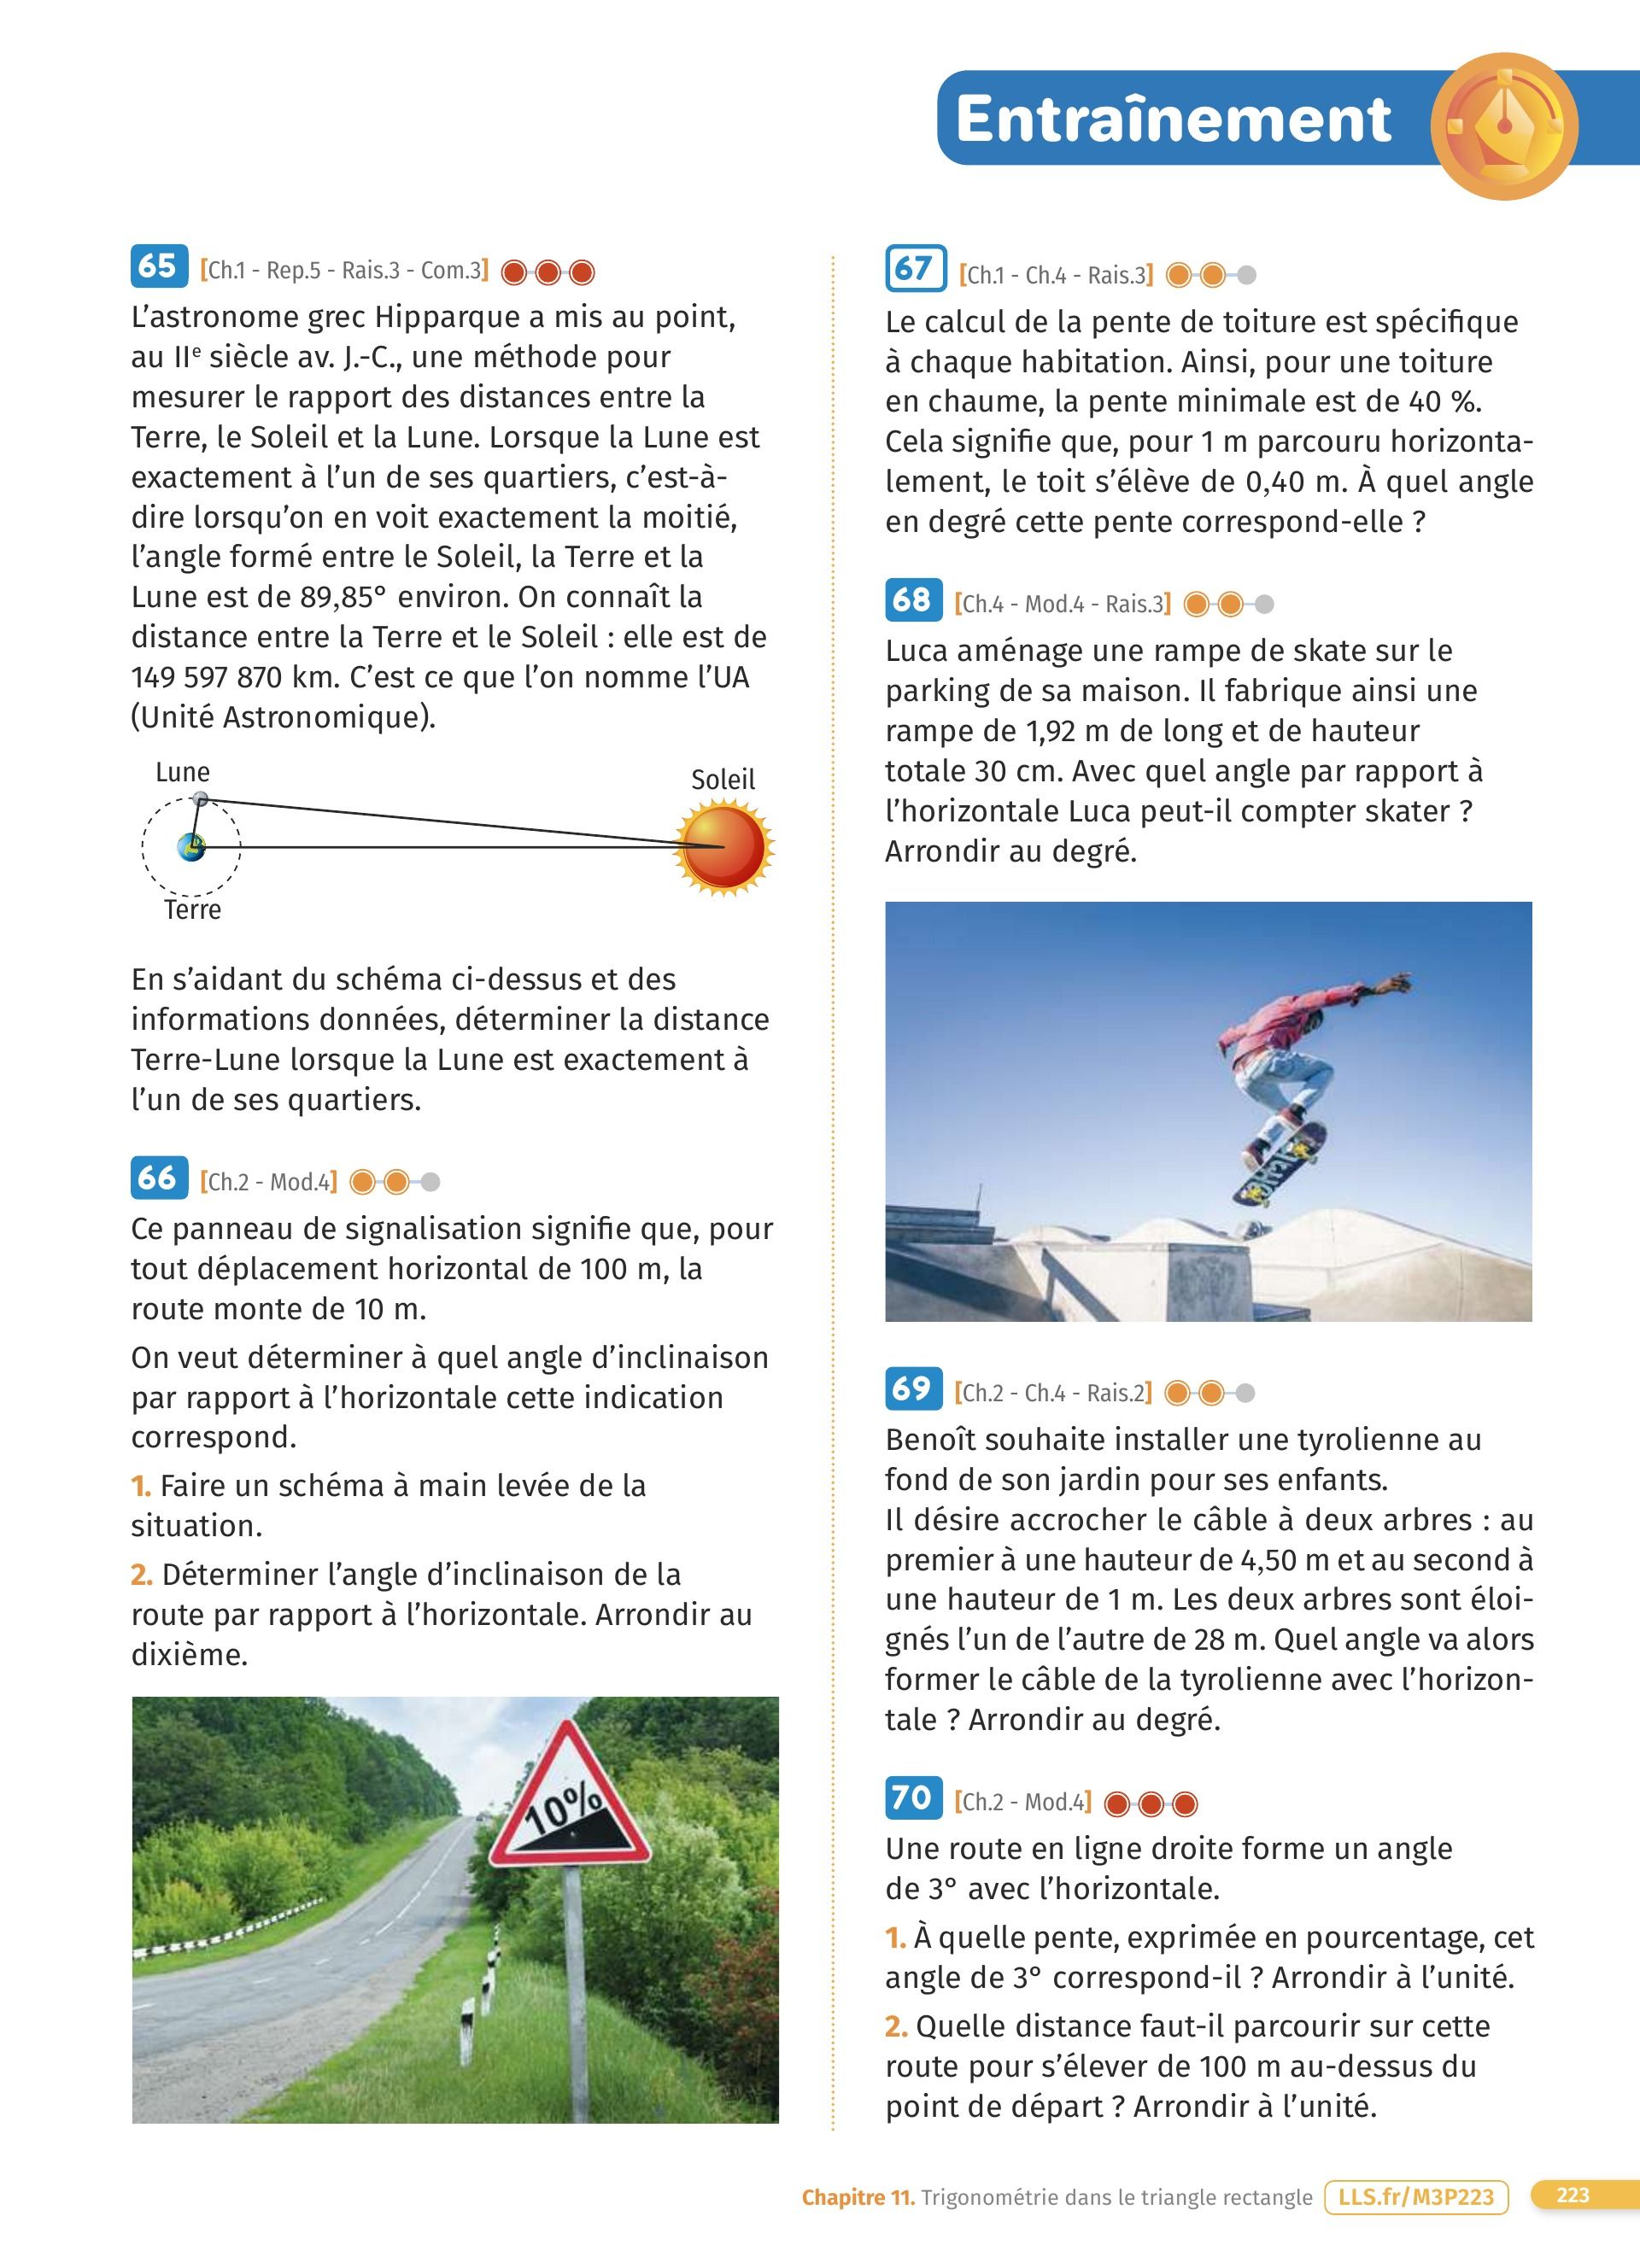 Entraînement
65 [Ch.1 - Rep.5 - Rais.3 - Com.3]
L’astronome grec Hipparque a mis au point,
au IIe siècle av. J.-C., une méthode pour
mesurer le rapport des distances entre la
Terre, le Soleil et la Lune. Lorsque la Lune est
exactement à l’un de ses quartiers, c’est-à-
dire lorsqu’on en voit exactement la moitié,
l’angle formé entre le Soleil, la Terre et la
Lune est de 89,85° environ. On connaît la
distance entre la Terre et le Soleil : elle est de
149 597 870 km. C’est ce que l’on nomme l’UA
(Unité Astronomique).
Lune
Soleil
Terre
En s’aidant du schéma ci-dessus et des
informations données, déterminer la distance
Terre-Lune lorsque la Lune est exactement à
l’un de ses quartiers.
66 [Ch.2 - Mod.4]
Ce panneau de signalisation signifie que, pour
tout déplacement horizontal de 100 m, la
route monte de 10 m.
On veut déterminer à quel angle d’inclinaison
par rapport à l’horizontale cette indication
correspond.
1. Faire un schéma à main levée de la
situation.
2. Déterminer l’angle d’inclinaison de la
route par rapport à l’horizontale. Arrondir au
dixième.
10%
67 [Ch.1 - Ch.4 - Rais.3]
Le calcul de la pente de toiture est spécifique
à chaque habitation. Ainsi, pour une toiture
en chaume, la pente minimale est de 40 %.
Cela signifie que, pour 1 m parcouru horizonta-
lement, le toit s’élève de 0,40 m. À quel angle
en degré cette pente correspond-elle ?
68 [Ch.4 - Mod.4 - Rais.3]
Luca aménage une rampe de skate sur le
parking de sa maison. Il fabrique ainsi une
rampe de 1,92 m de long et de hauteur
totale 30 cm. Avec quel angle par rapport à
l’horizontale Luca peut-il compter skater ?
Arrondir au degré.
69 [Ch.2 - Ch.4 - Rais.2]
Benoît souhaite installer une tyrolienne au
fond de son jardin pour ses enfants.
Il désire accrocher le câble à deux arbres : au
premier à une hauteur de 4,50 m et au second à
une hauteur de 1 m. Les deux arbres sont éloi-
gnés l’un de l’autre de 28 m. Quel angle va alors
former le câble de la tyrolienne avec l’horizon-
tale ? Arrondir au degré.
70 [Ch.2 - Mod.4]
Une route en ligne droite forme un angle
de 3° avec l’horizontale.
1. À quelle pente, exprimée en pourcentage, cet
angle de 3° correspond-il ? Arrondir à l’unité.
2. Quelle distance faut-il parcourir sur cette
route pour s’élever de 100 m au-dessus du
point de départ ? Arrondir à l’unité.
Chapitre 11. Trigonométrie dans le triangle rectangle LLS.fr/M3P223 223